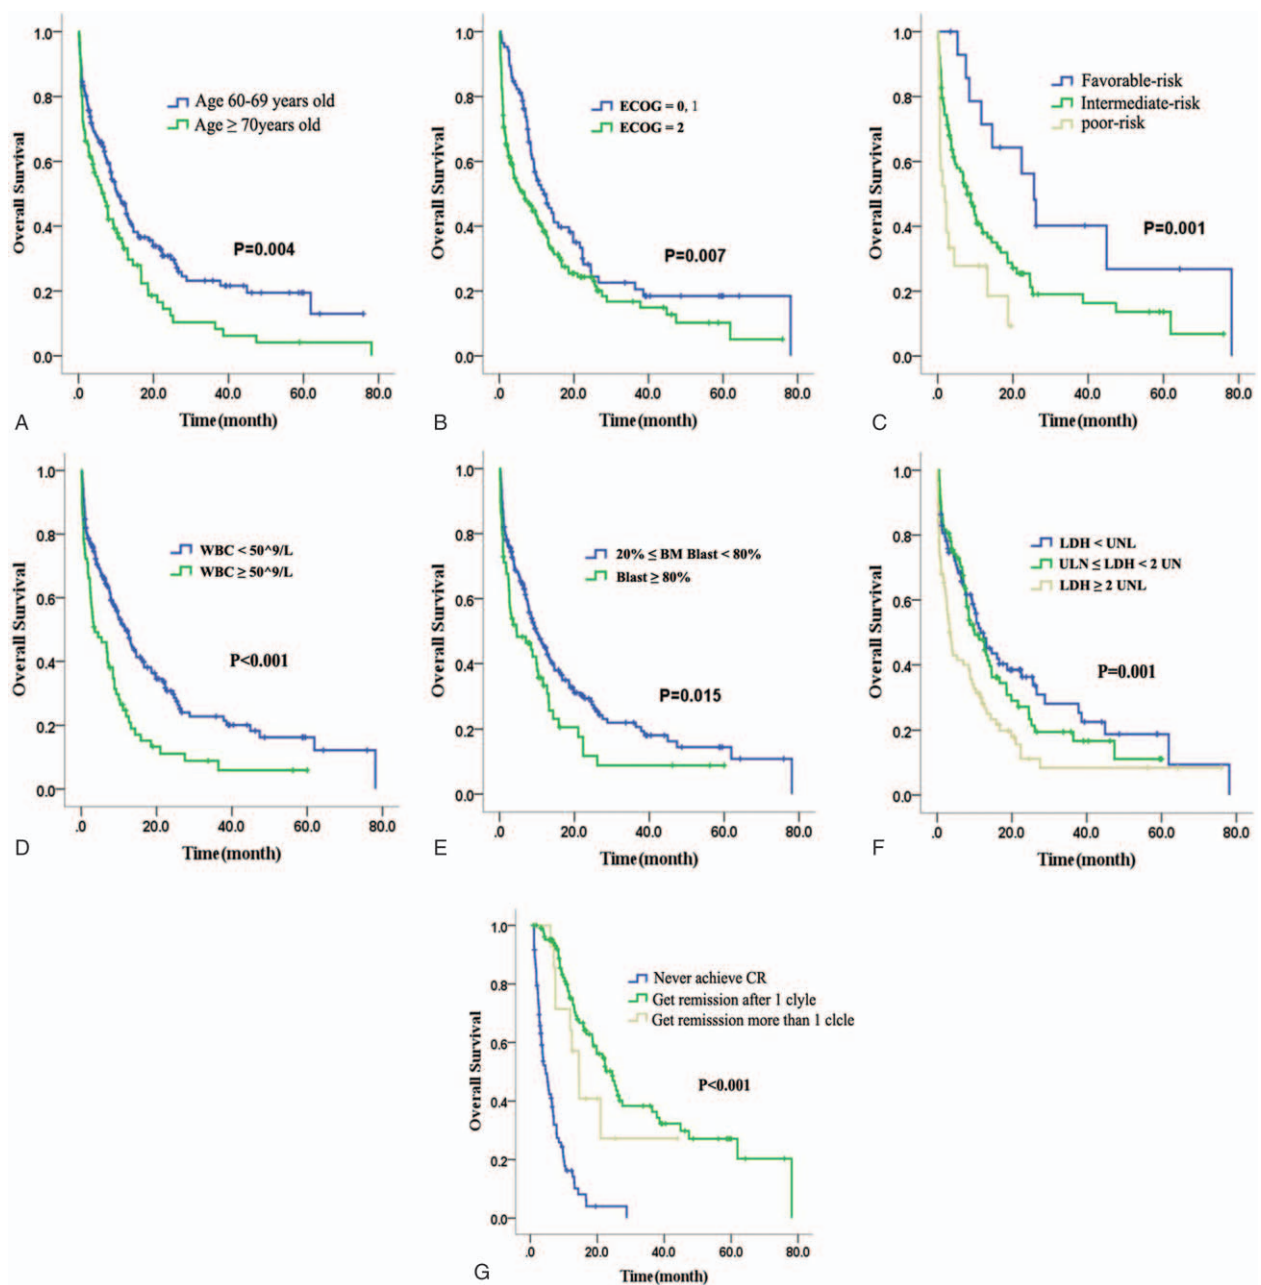 Overall Survival
1.0
0.8
0.6
0.4
0.2
0.0
Age 60-69 years old
Age ≥ 70years old
P=0.004
.0 20.0 40.0 60.0 80.0
Time(month)
A
Overall Survival
1.0
0.8
0.6
0.4
0.2
0.0
ECOG = 0, 1
ECOG = 2
P=0.007
.0 20.0 40.0 60.0 80.0
Time(month)
B
Overall Survival
1.0
0.8
0.6
0.4
0.2
0.0
Favorable-risk
Intermediate-risk
poor-risk
P=0.001
.0 20.0 40.0 60.0 80.0
Time(month)
C
Overall Survival
1.0
0.8
0.6
0.4
0.2
0.0
WBC < 50^9/L
WBC ≥ 50^9/L
P<0.001
.0 20.0 40.0 60.0 80.0
Time(month)
D
Overall Survival
1.0
0.8
0.6
0.4
0.2
0.0
20% ≤ BM Blast < 80%
Blast ≥ 80%
P=0.015
.0 20.0 40.0 60.0 80.0
Time(month)
E
Overall Survival
1.0
0.8
0.6
0.4
0.2
0.0
LDH < UNL
ULN ≤ LDH < 2 UN
LDH ≥ 2 UNL
P=0.001
.0 20.0 40.0 60.0 80.0
Time(month)
F
Overall Survival
1.0
0.8
0.6
0.4
0.2
0.0
Never achieve CR
Get remission after 1 clyle
Get remisssion more than 1 clcle
P<0.001
.0 20.0 40.0 60.0 80.0
Time(month)
G